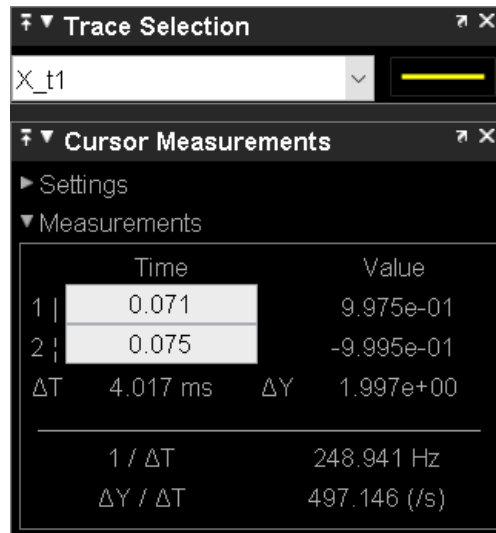 Trace Selection
X_t1
Cursor Measurements
Settings
Measurements
Time Value
1 | 0.071 9.975e-01
2 ¦ 0.075 -9.995e-01
ΔT 4.017 ms ΔY 1.997e+00
1 / ΔT 248.941 Hz
ΔY / ΔT 497.146 (/s)